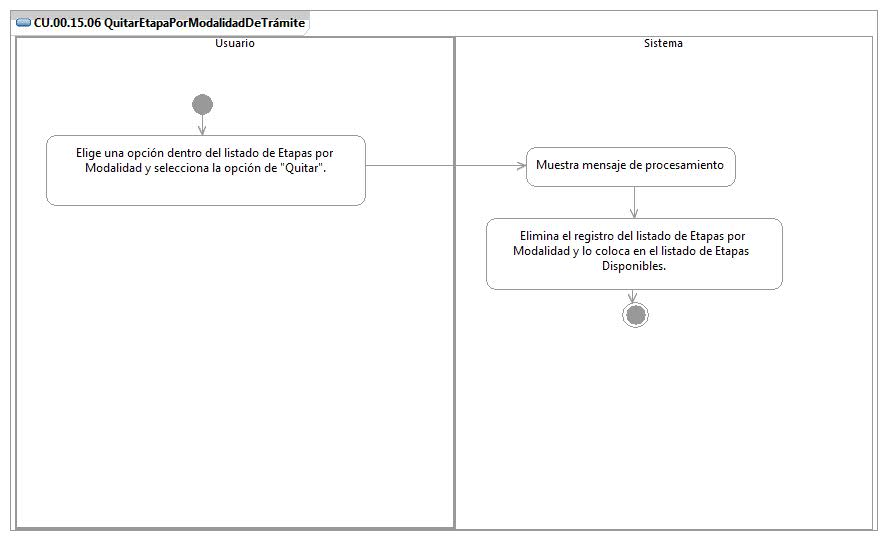 CU.00.15.06 QuitarEtapaPorModalidadDeTrámite
Usuario
Sistema
Elige una opción dentro del listado de Etapas por
Modalidad y selecciona la opción de "Quitar".
Muestra mensaje de procesamiento
Elimina el registro del listado de Etapas por
Modalidad y lo coloca en el listado de Etapas
Disponibles.